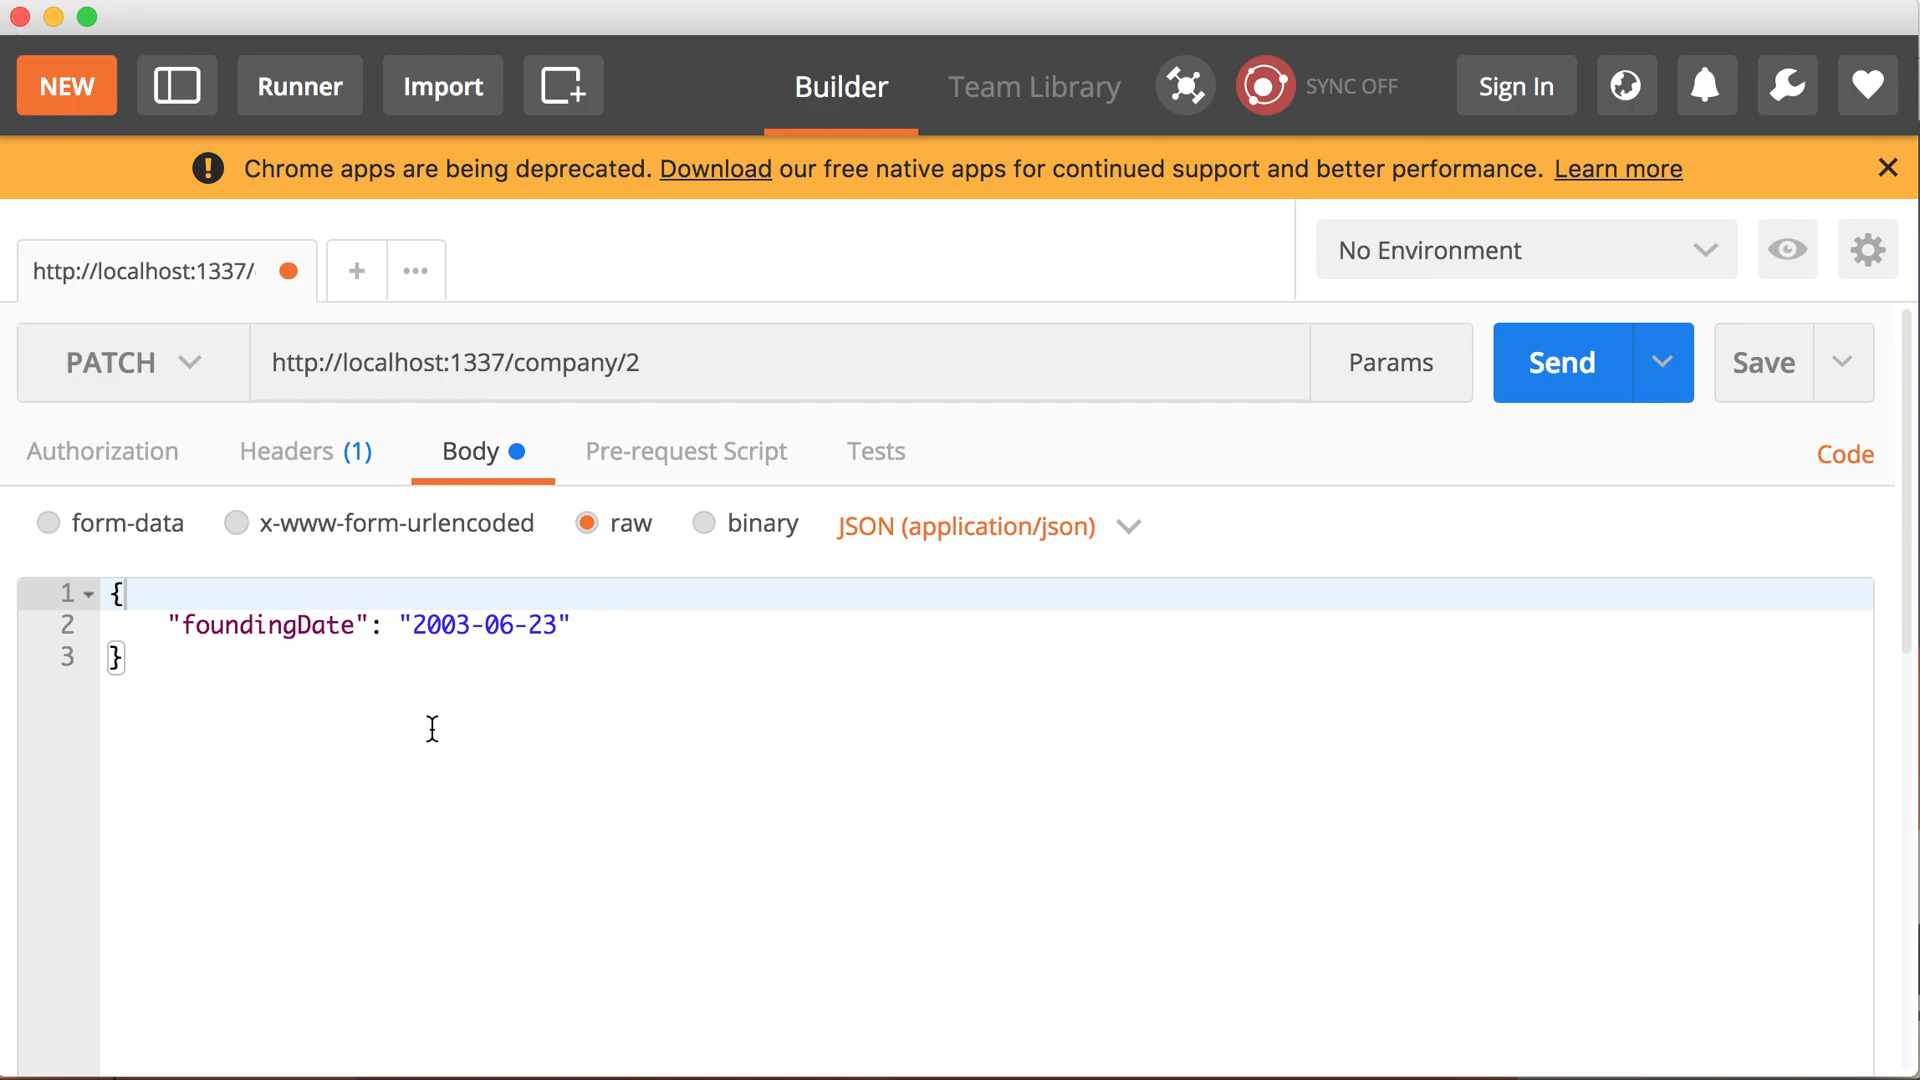 NEW Runner Import Builder Team Library SYNC OFF Sign In
Chrome apps are being deprecated. Download our free native apps for continued support and better performance. Learn more
http://localhost:1337/ No Environment
PATCH http://localhost:1337/company/2 Params Send Save
Authorization Headers (1) Body Pre-request Script Tests Code
form-data x-www-form-urlencoded raw binary JSON (application/json)
1 {
2 "foundingDate": "2003-06-23"
3 }